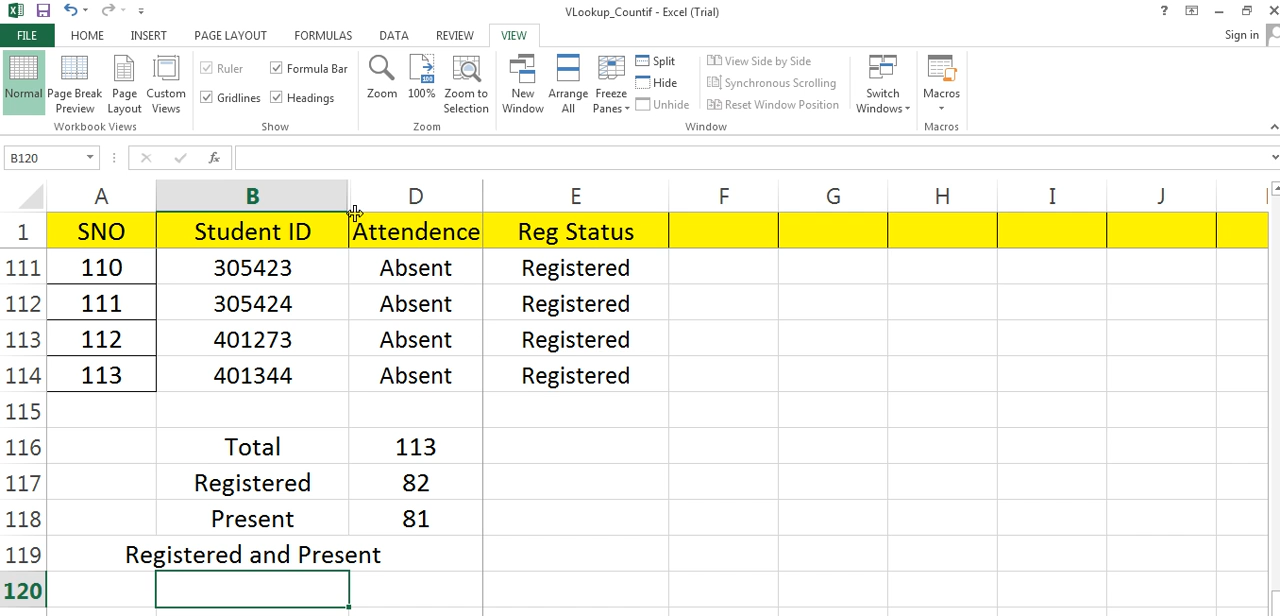 VLookup_Countif - Excel (Trial)
?
FILE HOME INSERT PAGE LAYOUT FORMULAS DATA REVIEW VIEW Sign in
Normal Page Break Preview Page Layout Custom Views
Workbook Views
Ruler Formula Bar
Gridlines Headings
Show
Zoom 100% Zoom to Selection
100
Zoom
New Window Arrange All Freeze Panes
Split
Hide
Unhide
View Side by Side
Synchronous Scrolling
Reset Window Position
Switch Windows
Window
Macros
Macros
B120 fx
A B D E F G H I J
1 SNO Student ID Attendence Reg Status
111 110 305423 Absent Registered
112 111 305424 Absent Registered
113 112 401273 Absent Registered
114 113 401344 Absent Registered
115
116 Total 113
117 Registered 82
118 Present 81
119 Registered and Present
120